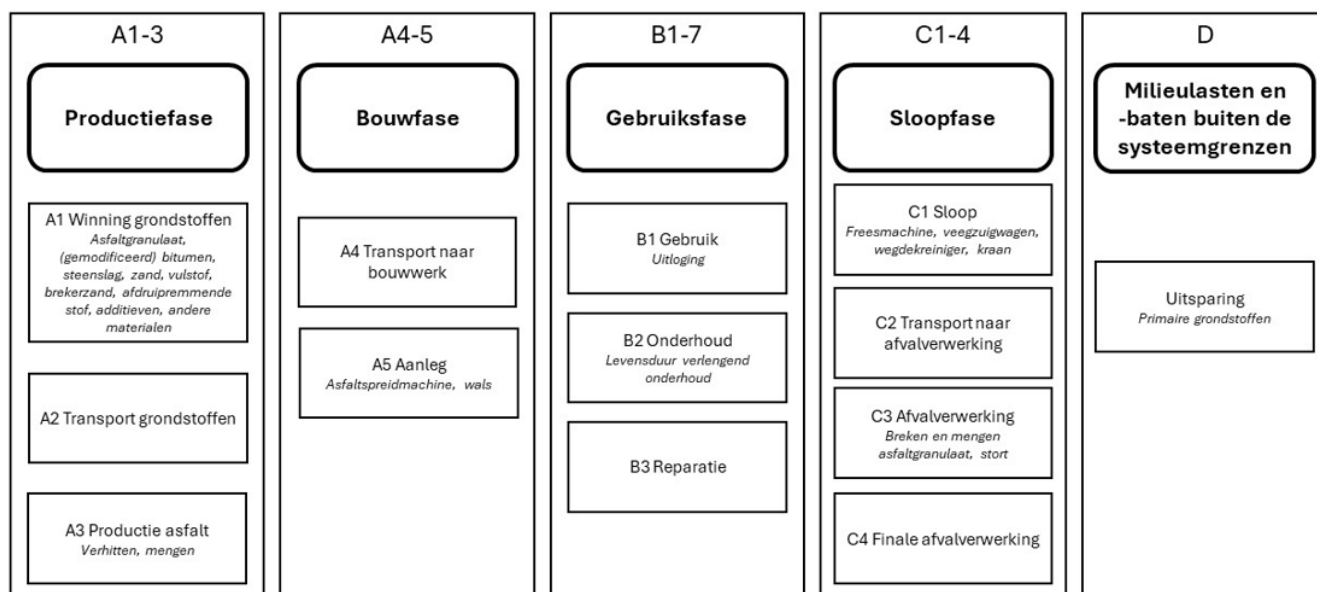 A1-3
Productiefase
A1 Winning grondstoffen
Asfaltgranulaat,
(gemodificeerd) bitumen,
steenslag, zand, vulstof,
brekerzand, afdruipremmende
stof, additieven, andere
materialen
A2 Transport grondstoffen
A3 Productie asfalt
Verhitten, mengen
A4-5
Bouwfase
A4 Transport naar
bouwwerk
A5 Aanleg
Asfaltspreidmachine, wals
B1-7
Gebruiksfase
B1 Gebruik
Uitloging
B2 Onderhoud
Levensduur verlengend
onderhoud
B3 Reparatie
C1-4
Sloopfase
C1 Sloop
Freesmachine, veegzuigwagen,
wegdekreiniger, kraan
C2 Transport naar
afvalverwerking
C3 Afvalverwerking
Breken en mengen
asfaltgranulaat, stort
C4 Finale afvalverwerking
D
Milieulasten en
-baten buiten de
systeemgrenzen
Uitsparing
Primaire grondstoffen